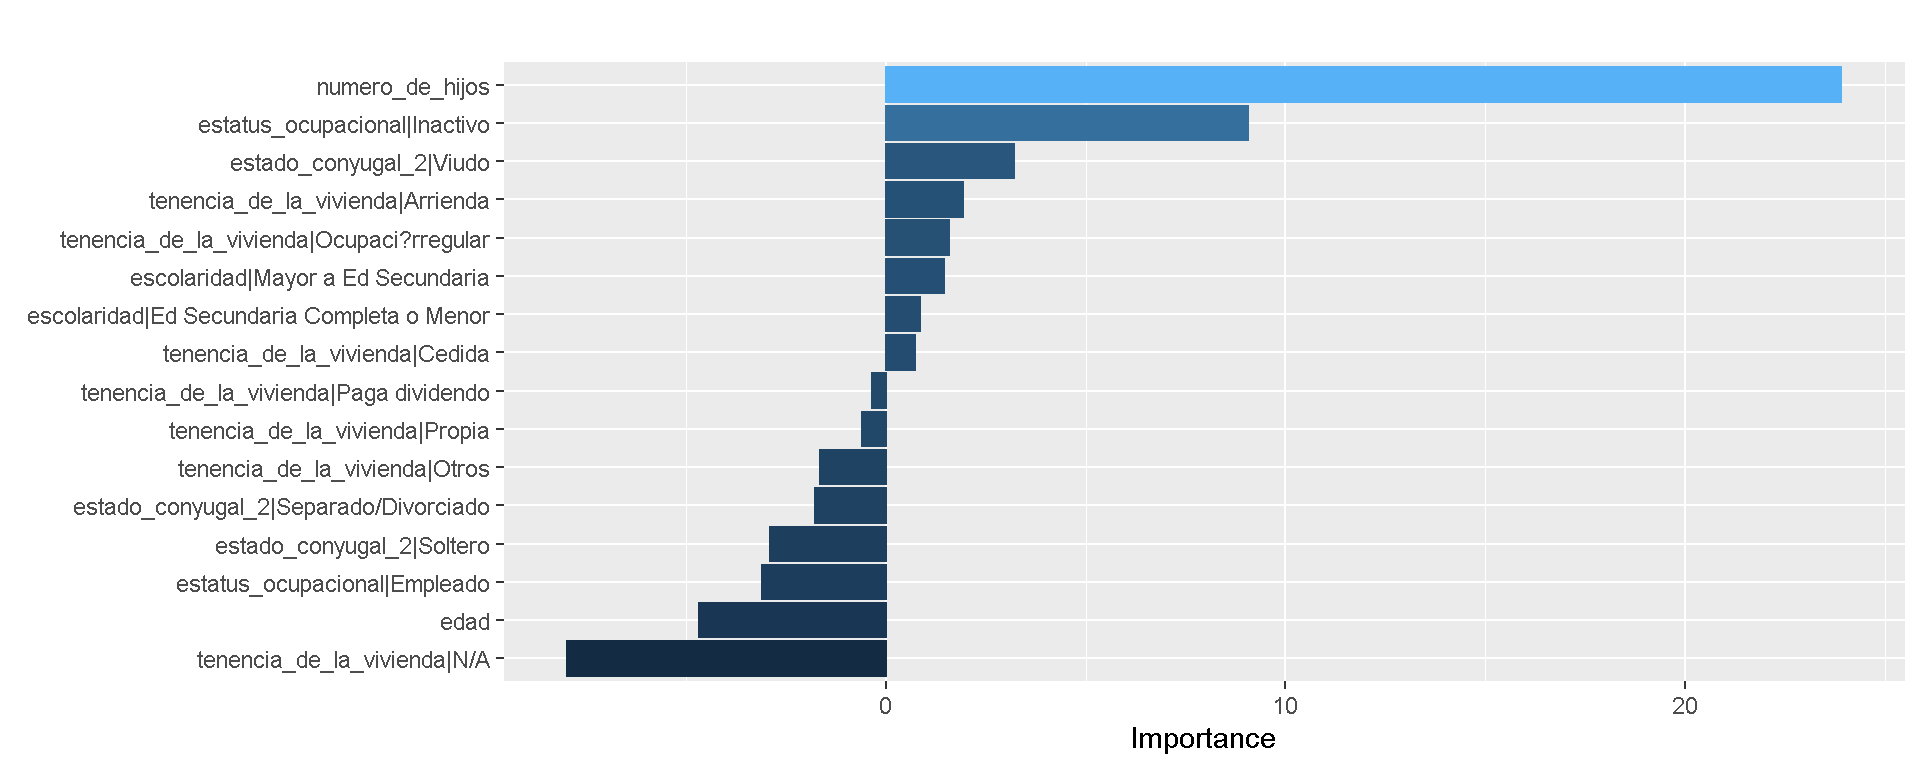 numero_de_hijos
estatus_ocupacional|Inactivo
estado_conyugal_2|Viudo
tenencia_de_la_vivienda|Arrienda
tenencia_de_la_vivienda|Ocupaci?rregular
escolaridad|Mayor a Ed Secundaria
escolaridad|Ed Secundaria Completa o Menor
tenencia_de_la_vivienda|Cedida
tenencia_de_la_vivienda|Paga dividendo
tenencia_de_la_vivienda|Propia
tenencia_de_la_vivienda|Otros
estado_conyugal_2|Separado/Divorciado
estado_conyugal_2|Soltero
estatus_ocupacional|Empleado
edad
tenencia_de_la_vivienda|N/A
0 10 20
Importance